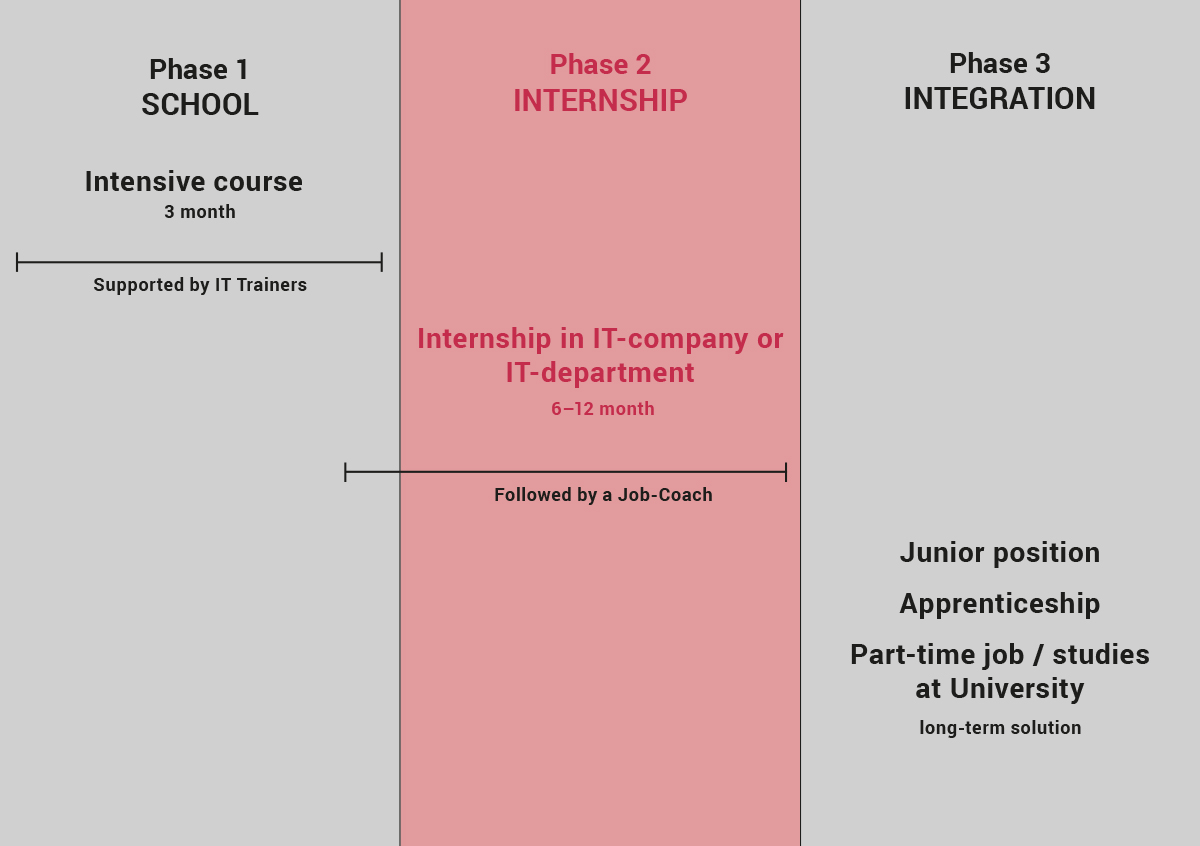 Phase 1
SCHOOL
Intensive course
3 month
Supported by IT Trainers
Phase 2
INTERNSHIP
Internship in IT-company or
IT-department
6–12 month
Followed by a Job-Coach
Phase 3
INTEGRATION
Junior position
Apprenticeship
Part-time job / studies
at University
long-term solution